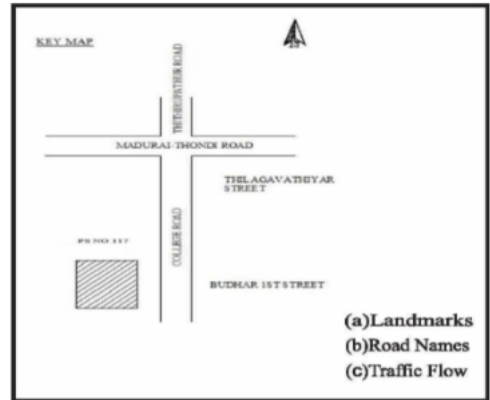 KEY MAP
THITHIRUPATHUR ROAD
MADURAI-THONDI ROAD
THILAGAVATHIYAR
STREET
COLLEGE ROAD
PS NO 117
BUDHAR 1ST STREET
(a)Landmarks
(b)Road Names
(c)Traffic Flow